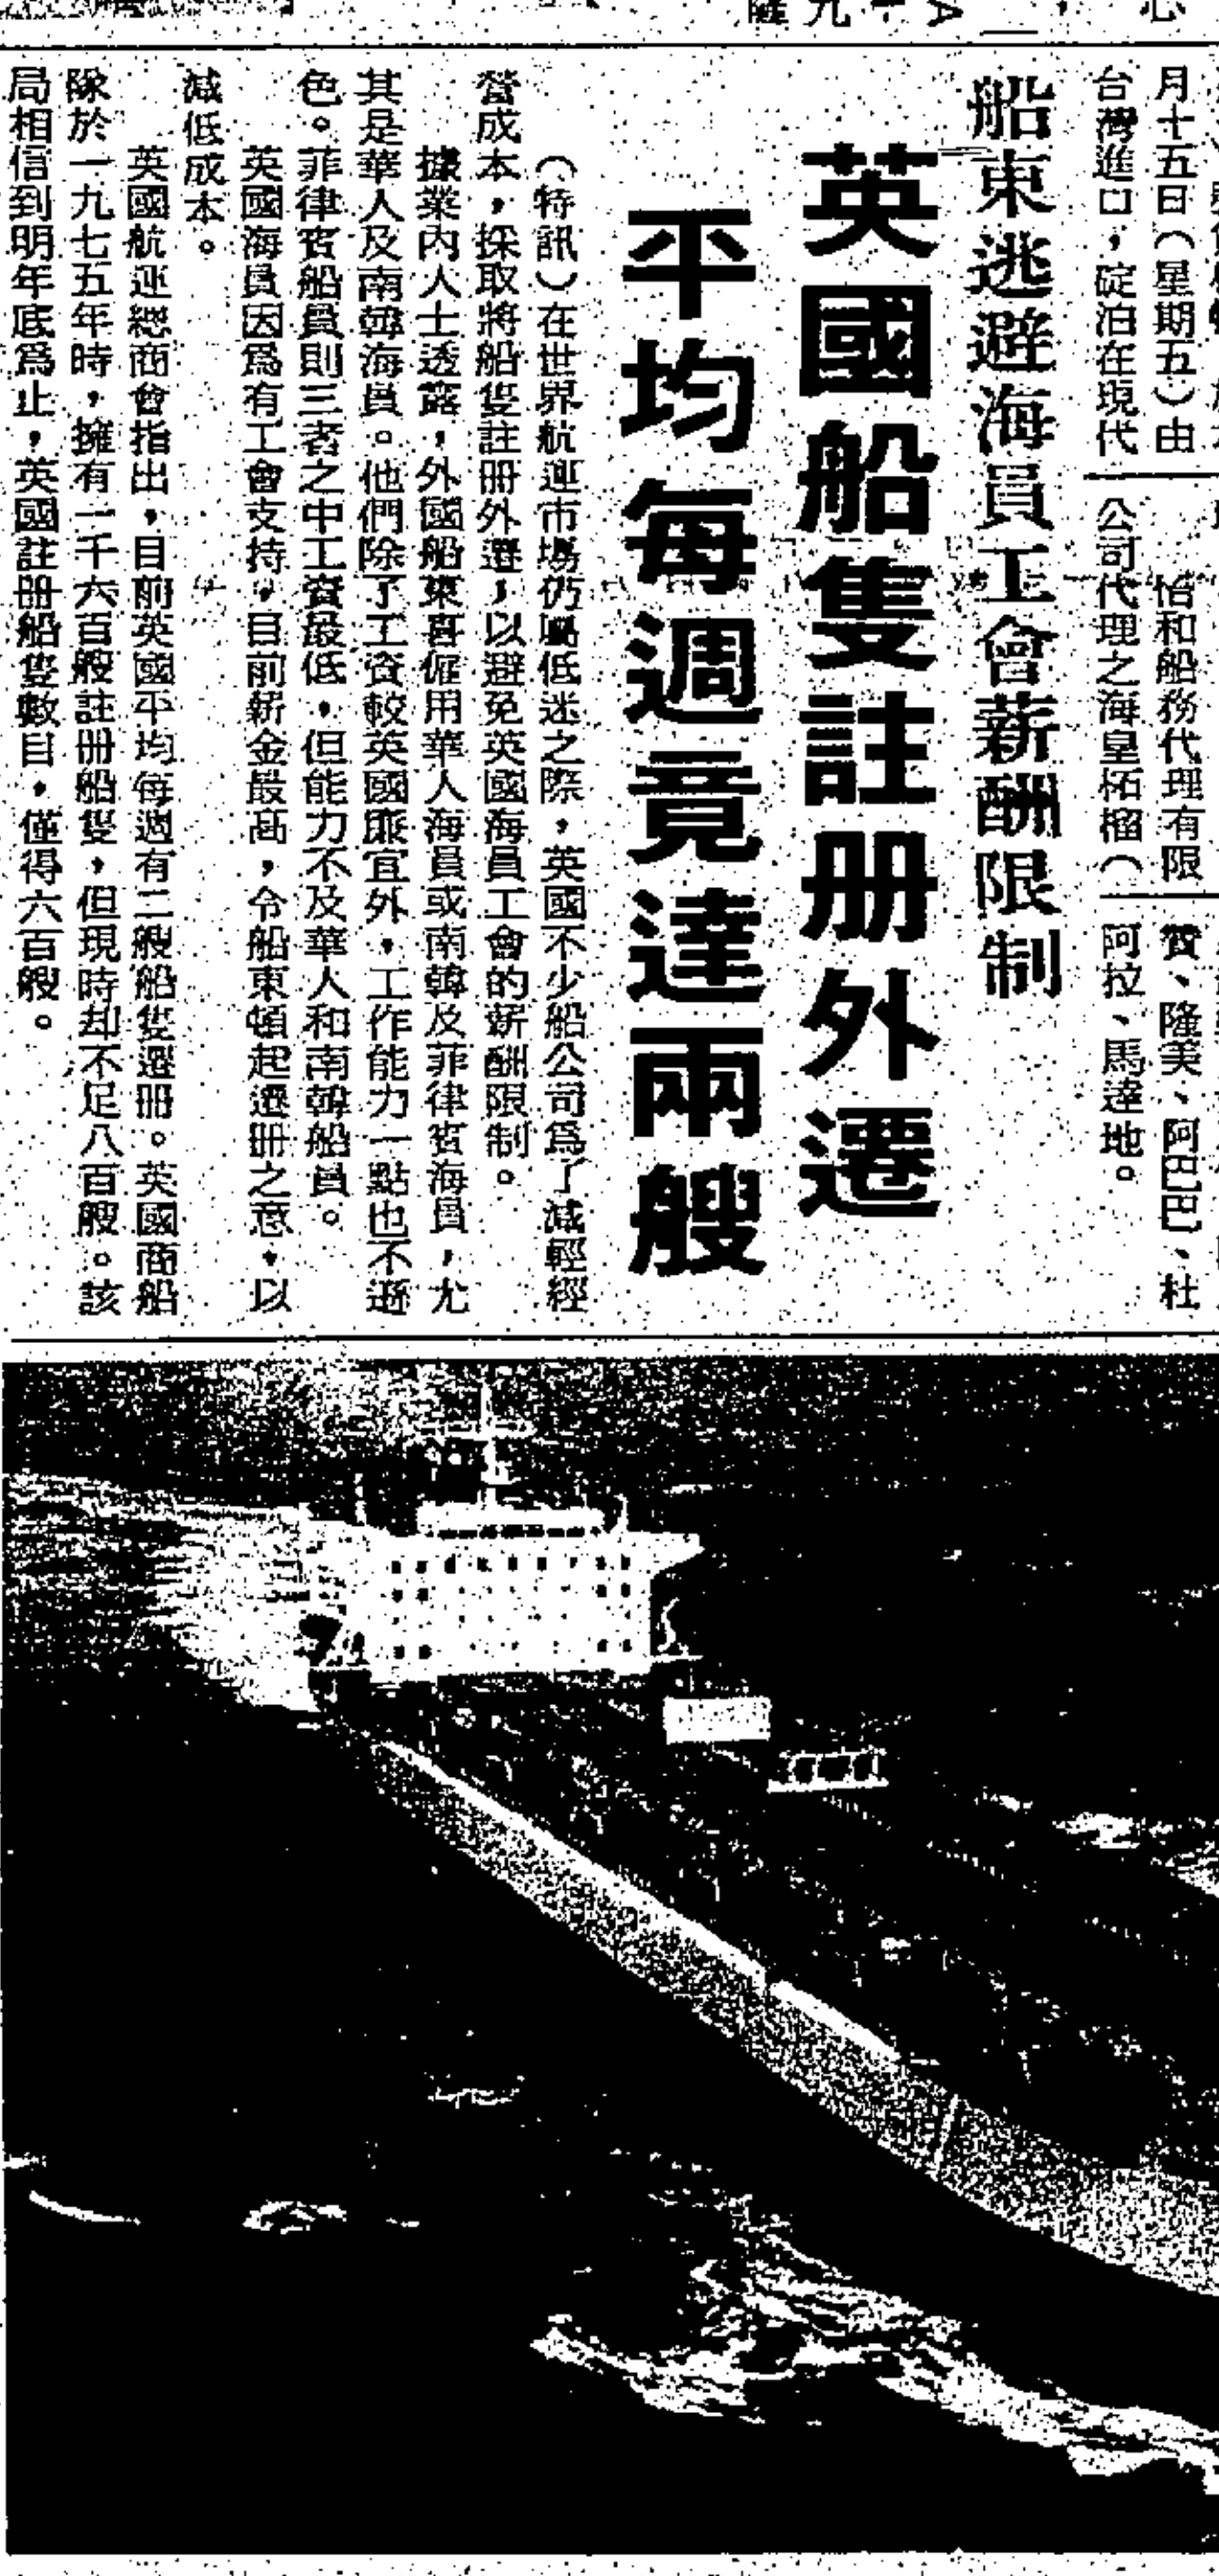 月十五日（星期五）由
台灣進口，碇泊在現代
怡和船務代理有限
公司代理之海皇柘榴（
贊、隆美、阿巴巴、杜
阿拉、馬達地。
船東逃避海員工會薪酬限制
英國船隻註册外遷
平均每週竟達兩艘
（特訊）在世界航運市場仍屬低迷之際，英國不少船公司爲了減輕經
營成本，採取將船隻註册外遷，以避免英國海員工會的薪酬限制。
據業內人士透露，外國船東喜僱用華人海員或南韓及菲律賓海員，尤
其是華人及南韓海員。他們除了工資較英國廉宜外，工作能力一點也不遜
色。菲律賓船員則三者之中工資最低，但能力不及華人和南韓船員。
英國海員因爲有工會支持，目前薪金最高，令船東頓起遷册之意，以
減低成本。
英國航運總商會指出，目前英國平均每週有二艘船隻遷册。英國商船
隊於一九七五年時，擁有一千六百艘註册船隻，但現時却不足八百艘。該
局相信到明年底爲止，英國註册船隻數目，僅得六百艘。